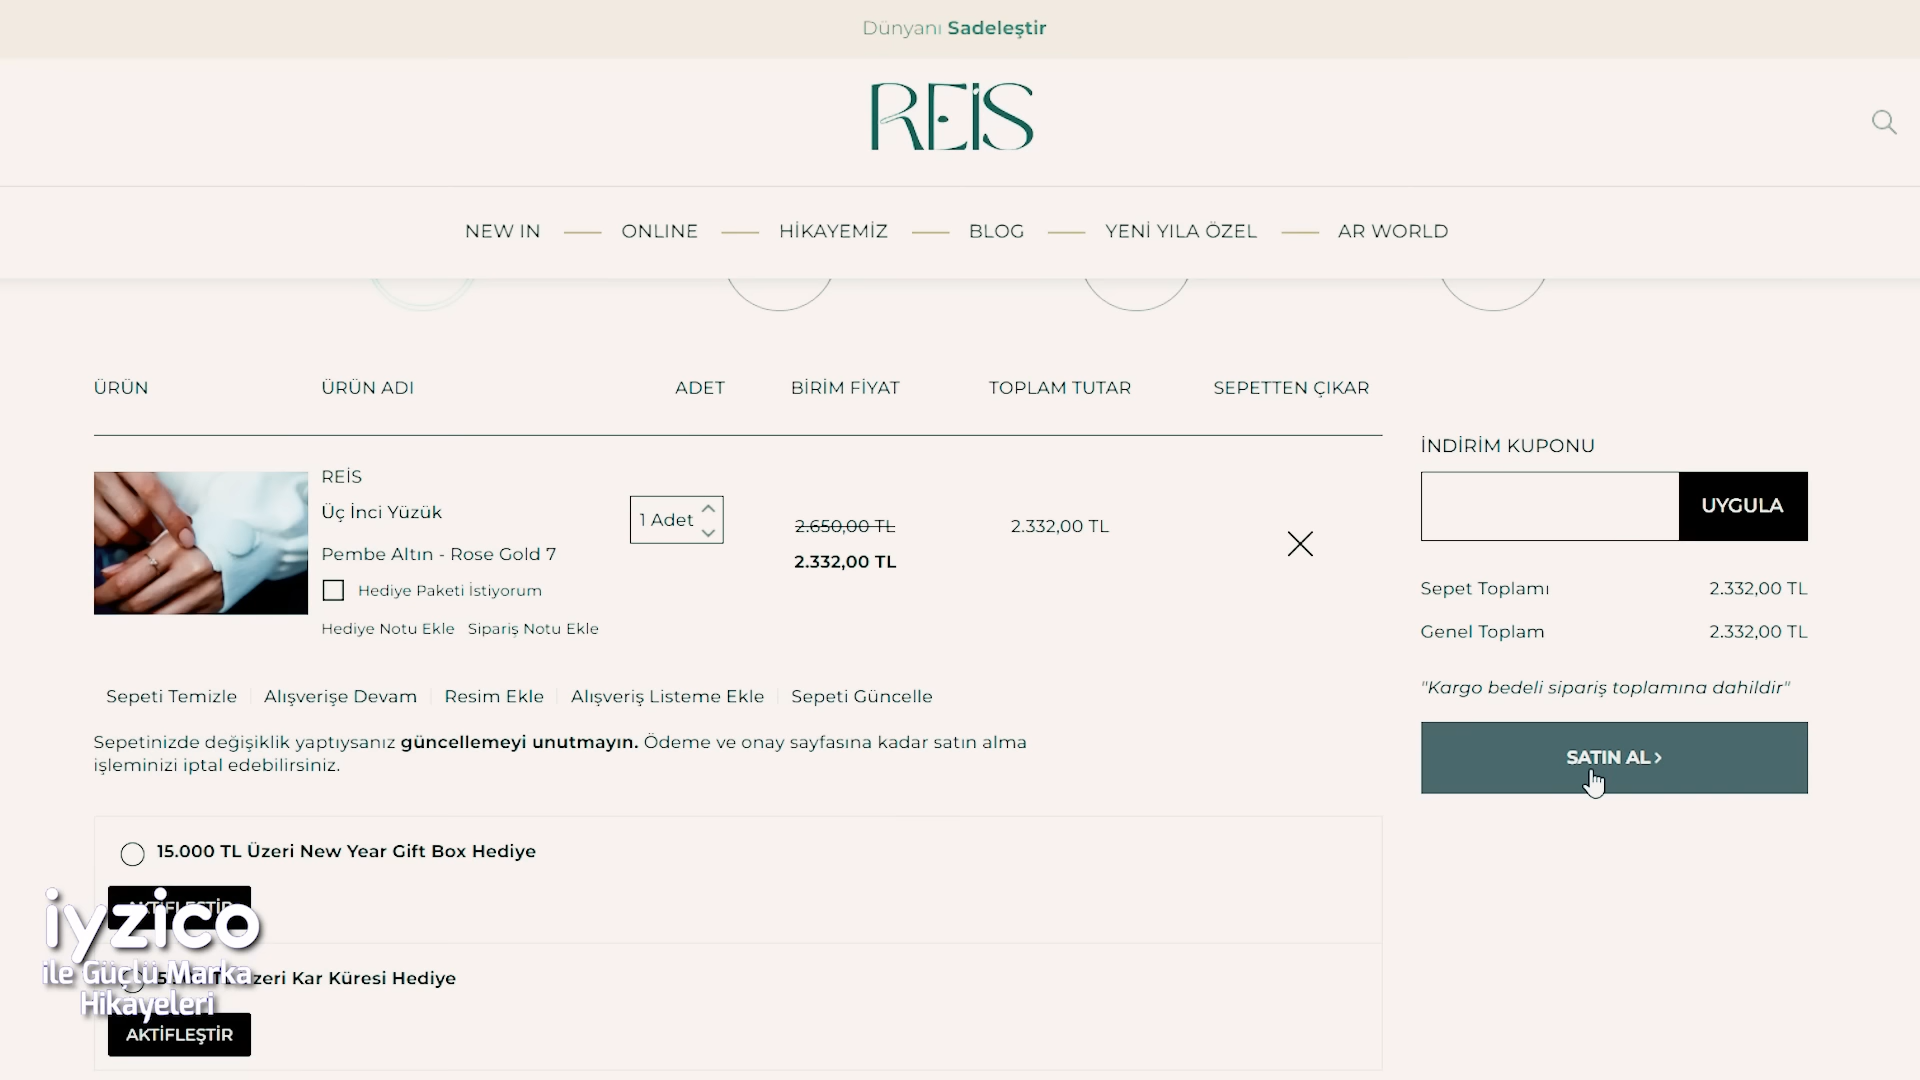 Dünyanı Sadeleştir
REİS
NEW IN
ONLINE
HİKAYEMİZ
BLOG
YENİ YILA ÖZEL
AR WORLD
ÜRÜN
ÜRÜN ADI
ADET
BİRİM FİYAT
TOPLAM TUTAR
SEPETTEN ÇIKAR
REİS
Üç İnci Yüzük
Pembe Altın - Rose Gold 7
Hediye Paketi İstiyorum
Hediye Notu Ekle
Sipariş Notu Ekle
1 Adet
2.650,00 TL
2.332,00 TL
2.332,00 TL
İNDİRİM KUPONU
UYGULA
Sepet Toplamı 2.332,00 TL
Genel Toplam 2.332,00 TL
"Kargo bedeli sipariş toplamına dahildir"
SATIN AL >
Sepeti Temizle
Alışverişe Devam
Resim Ekle
Alışveriş Listeme Ekle
Sepeti Güncelle
Sepetinizde değişiklik yaptıysanız güncellemeyi unutmayın. Ödeme ve onay sayfasına kadar satın alma
işleminizi iptal edebilirsiniz.
15.000 TL Üzeri New Year Gift Box Hediye
AKTİFLEŞTİR
Kar Küresi Hediye
AKTİFLEŞTİR
iyzico
ile Güçlü Marka
Hikayeleri